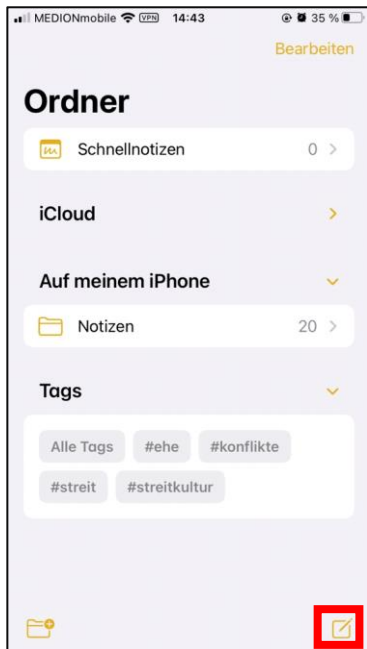 MEDIONmobile VPN 14:43 35 %
Bearbeiten
Ordner
Schnellnotizen 0
iCloud
Auf meinem iPhone
Notizen 20
Tags
Alle Tags #ehe #konflikte
#streit #streitkultur